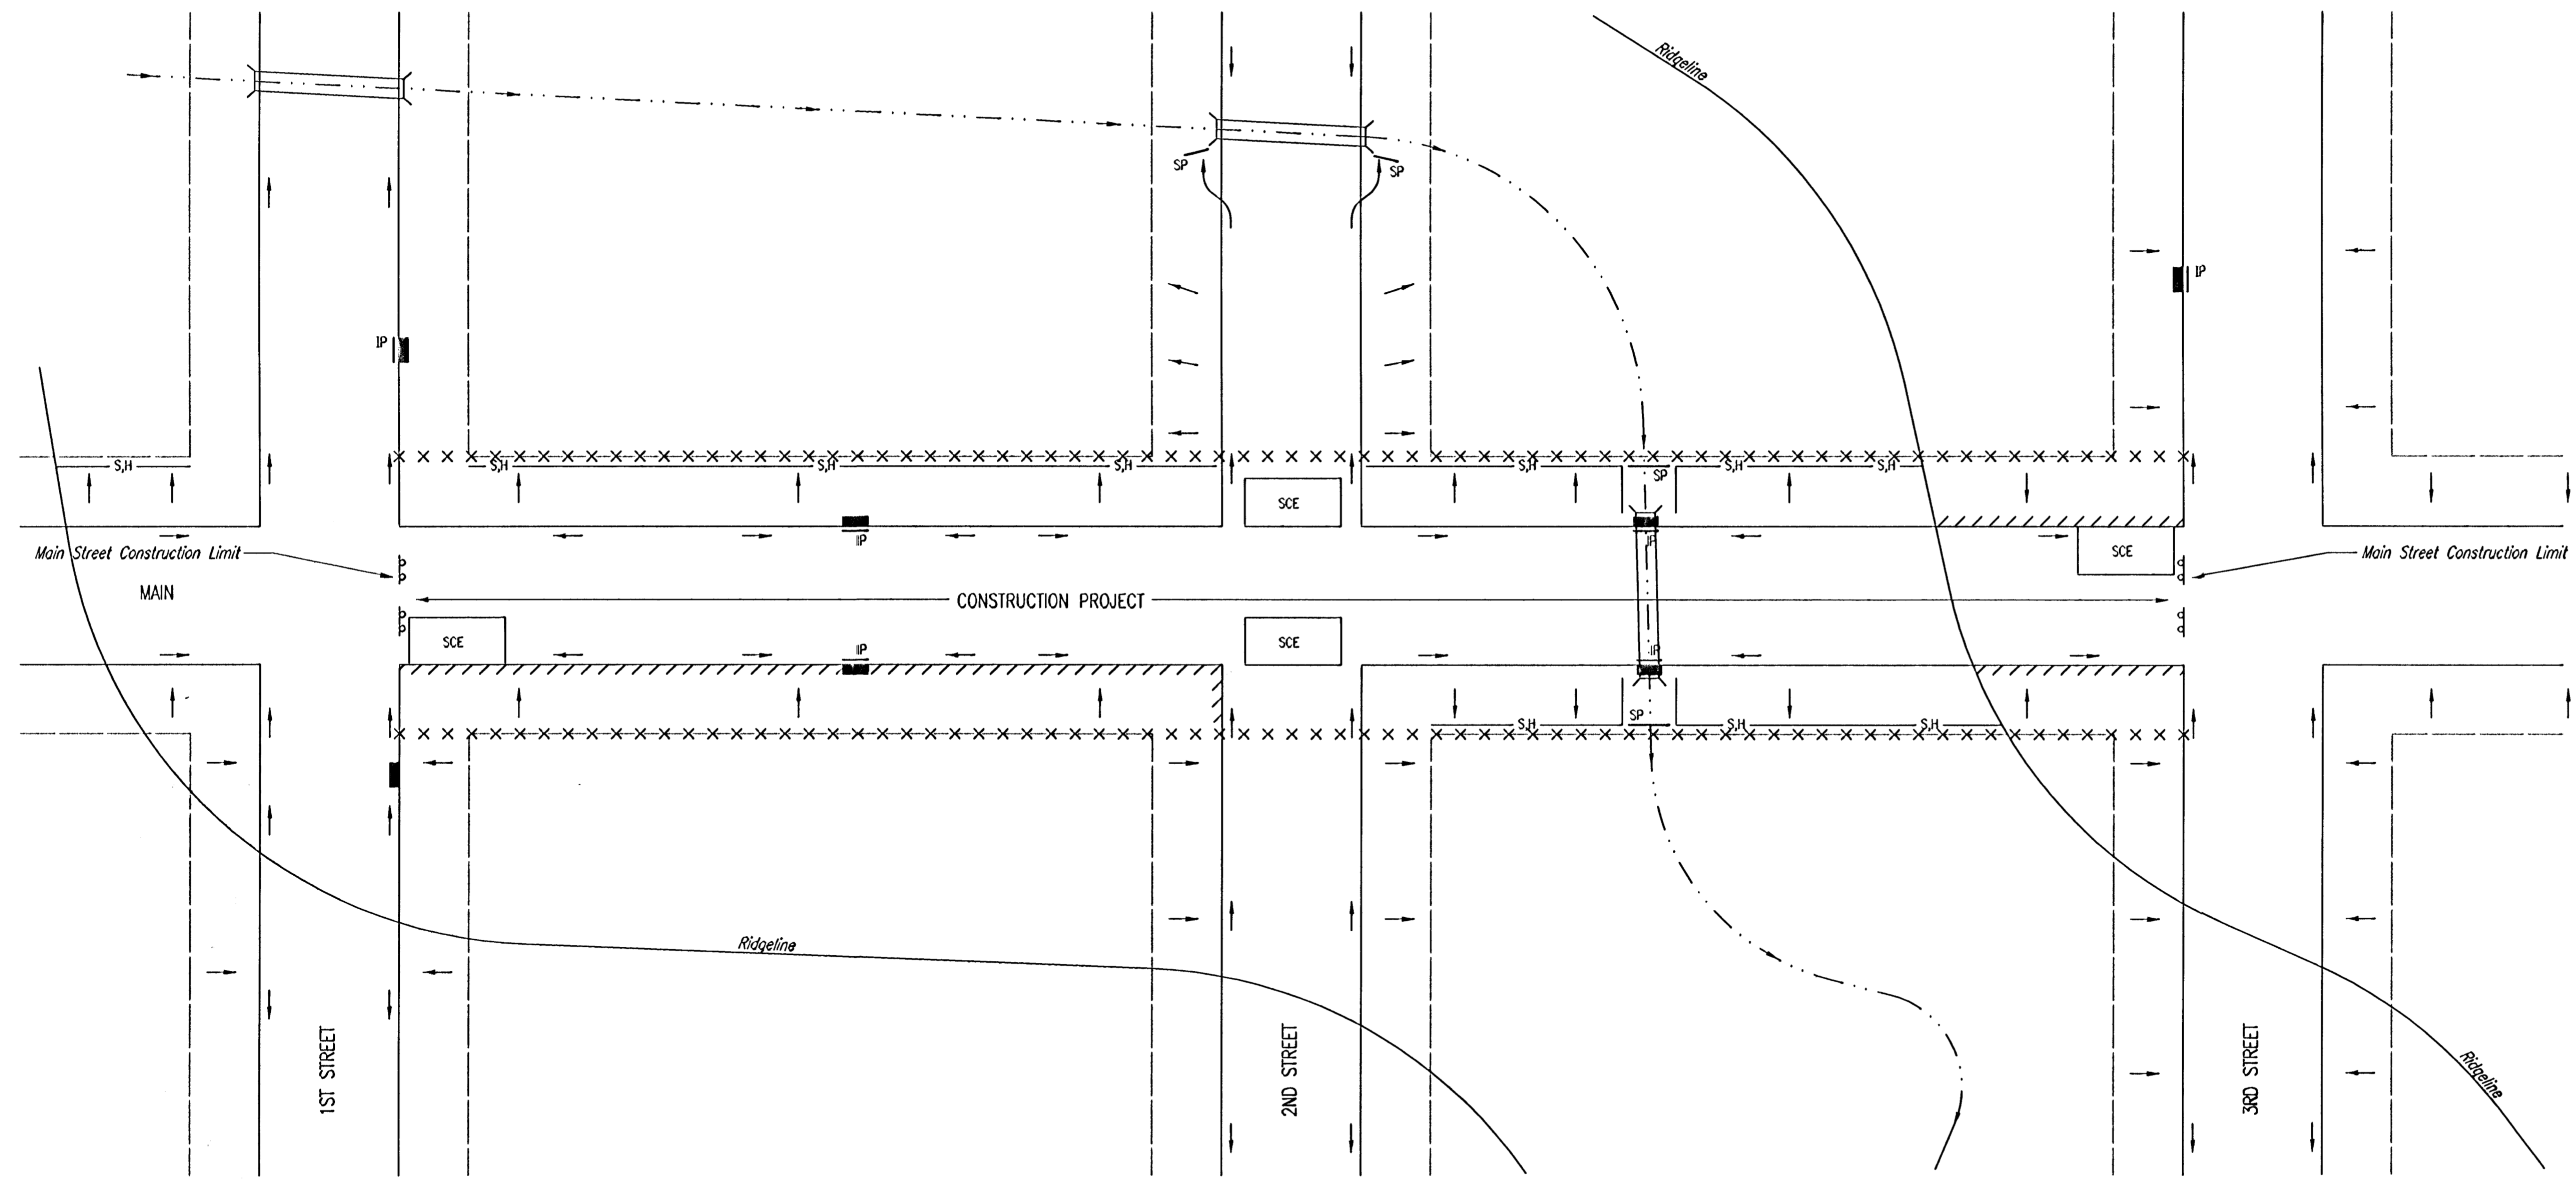 Ridgeline
SP
SP
IP
IP
S,H
S,H
S,H
S,H
S,H
SP
S,H
S,H
SCE
IP
IP
SCE
Main Street Construction Limit
Main Street Construction Limit
MAIN
CONSTRUCTION PROJECT
SCE
SCE
IP
IP
SP
S,H
S,H
S,H
Ridgeline
1ST STREET
2ND STREET
3RD STREET
Ridgeline